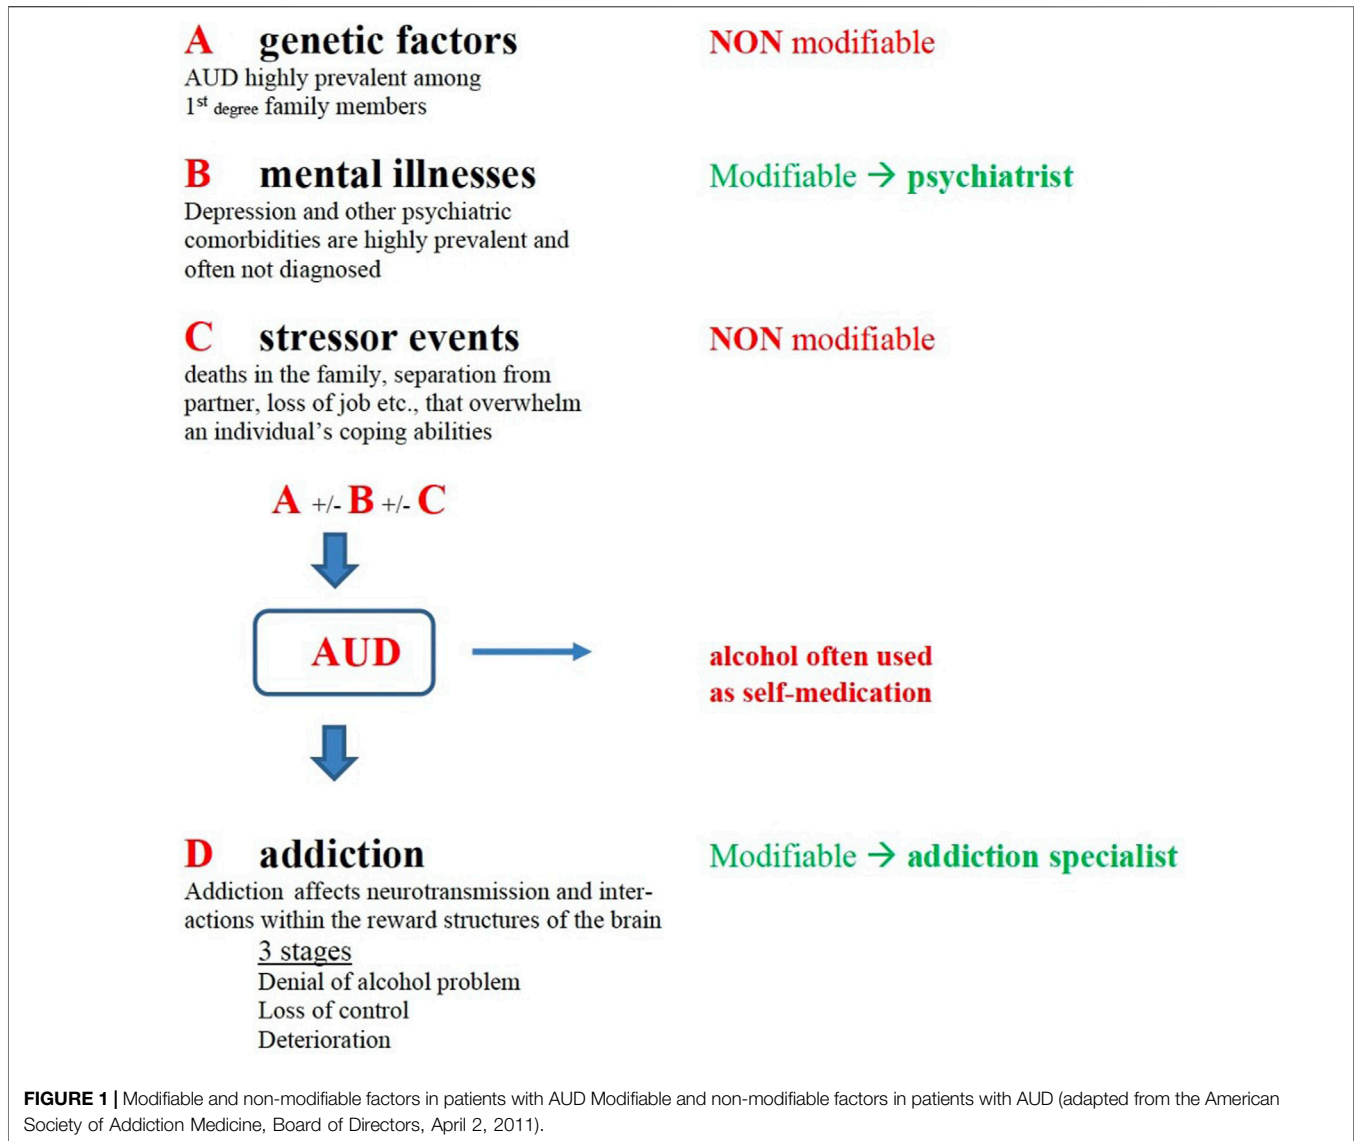 A genetic factors NON modifiable
AUD highly prevalent among
1st degree family members
B mental illnesses Modifiable → psychiatrist
Depression and other psychiatric
comorbidities are highly prevalent and
often not diagnosed
C stressor events NON modifiable
deaths in the family, separation from
partner, loss of job etc., that overwhelm
an individual's coping abilities
A +/- B +/- C
AUD
alcohol often used
as self-medication
D addiction Modifiable → addiction specialist
Addiction affects neurotransmission and inter-
actions within the reward structures of the brain
3 stages
Denial of alcohol problem
Loss of control
Deterioration
FIGURE 1 | Modifiable and non-modifiable factors in patients with AUD Modifiable and non-modifiable factors in patients with AUD (adapted from the American
Society of Addiction Medicine, Board of Directors, April 2, 2011).